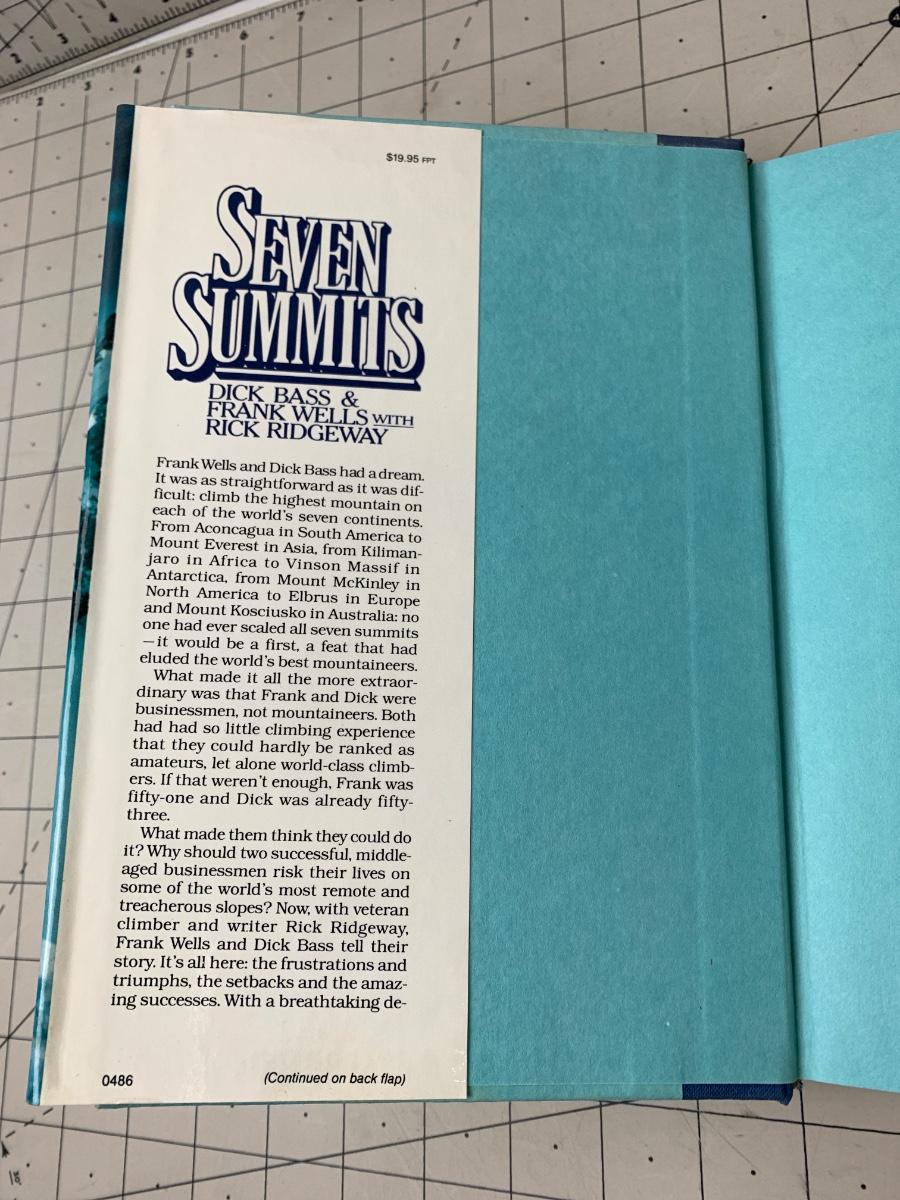 $19.95 FPT
SEVEN
SUMMITS
DICK BASS &
FRANK WELLS WITH
RICK RIDGEWAY
Frank Wells and Dick Bass had a dream.
It was as straightforward as it was dif-
ficult: climb the highest mountain on
each of the world's seven continents.
From Aconcagua in South America to
Mount Everest in Asia, from Kiliman-
jaro in Africa to Vinson Massif in
Antarctica, from Mount McKinley in
North America to Elbrus in Europe
and Mount Kosciusko in Australia: no
one had ever scaled all seven summits
—it would be a first, a feat that had
eluded the world's best mountaineers.
What made it all the more extraor-
dinary was that Frank and Dick were
businessmen, not mountaineers. Both
had had so little climbing experience
that they could hardly be ranked as
amateurs, let alone world-class climb-
ers. If that weren't enough, Frank was
fifty-one and Dick was already fifty-
three.
What made them think they could do
it? Why should two successful, middle-
aged businessmen risk their lives on
some of the world's most remote and
treacherous slopes? Now, with veteran
climber and writer Rick Ridgeway,
Frank Wells and Dick Bass tell their
story. It's all here: the frustrations and
triumphs, the setbacks and the amaz-
ing successes. With a breathtaking de-
0486
(Continued on back flap)